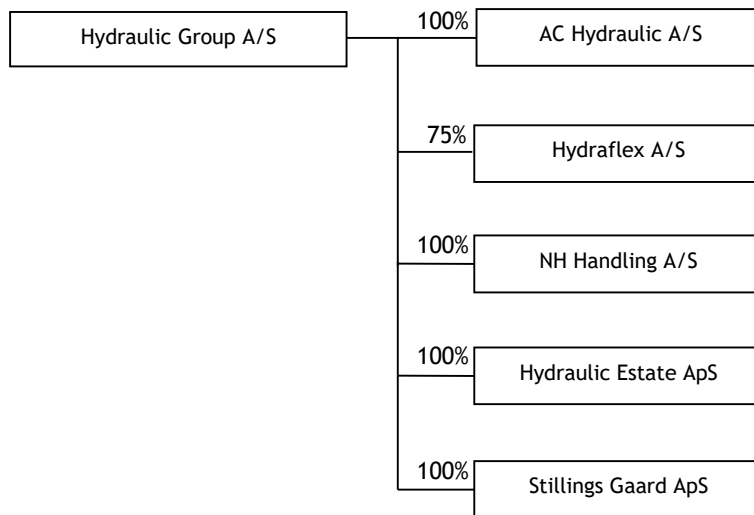 Hydraulic Group A/S
100%
AC Hydraulic A/S
75%
Hydraflex A/S
100%
NH Handling A/S
100%
Hydraulic Estate ApS
100%
Stillings Gaard ApS